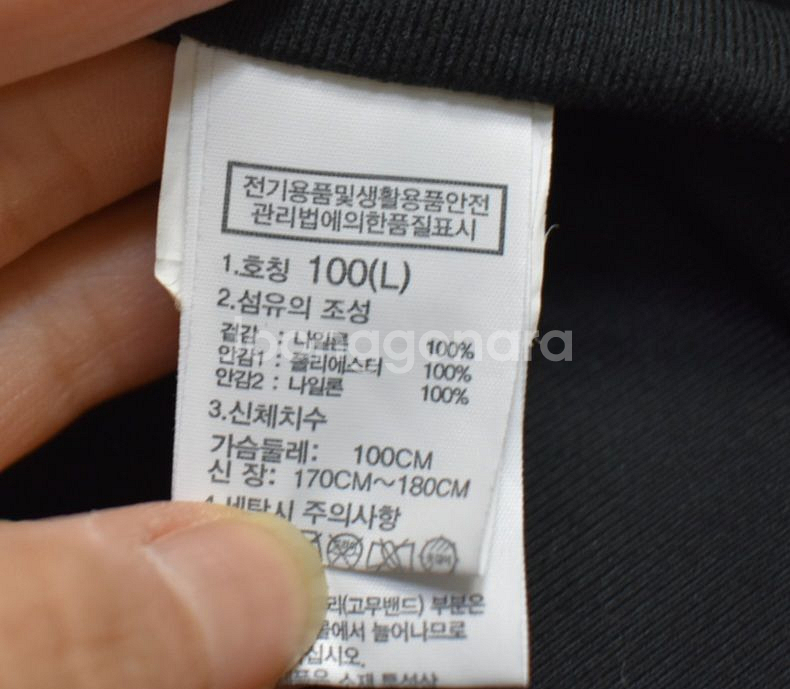 전기용품및생활용품안전
관리법에의한품질표시
1.호칭 100(L)
2.섬유의 조성
겉감 : 나일론 100%
안감1 : 폴리에스터 100%
안감2 : 나일론 100%
3.신체치수
가슴둘레: 100CM
신 장: 170CM~180CM
4.세탁시 주의사항
(고무밴드) 부분은
늘어나므로
십시오.